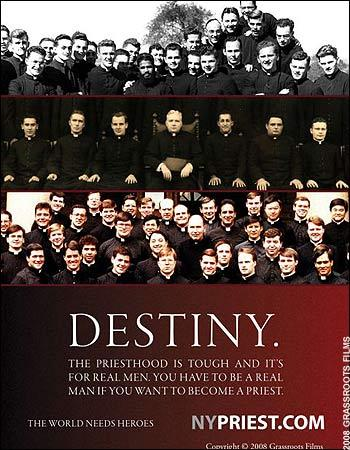 DESTINY.
THE PRIESTHOOD IS TOUGH AND IT'S
FOR REAL MEN. YOU HAVE TO BE A REAL
MAN IF YOU WANT TO BECOME A PRIEST.
THE WORLD NEEDS HEROES
NYPRIEST.COM
Copyright © 2008 Grassroots Films
2008 GRASSROOTS FILMS